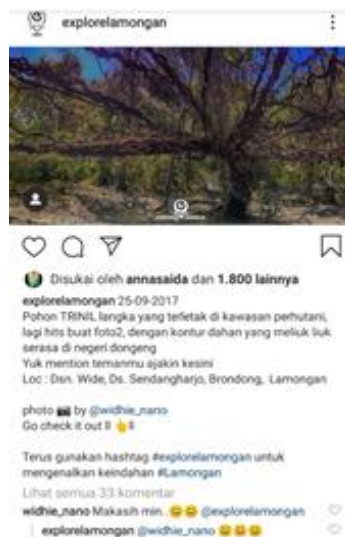 explorelamongan
Disukai oleh annasaida dan 1.800 lainnya
explorelamongan 25-09-2017
Pohon TRINIL langka yang terletak di kawasan perhutani,
lagi hits buat foto2, dengan kontur dahan yang meliuk liuk
serasa di negeri dongeng
Yuk mention temanmu ajakin kesini
Loc : Dsn. Wide, Ds. Sendangharjo, Brondong, Lamongan
photo 📷 by @widhie_nano
Go check it out !! 👆!!
Terus gunakan hashtag #explorelamongan untuk
mengenalkan keindahan #Lamongan
Lihat semua 33 komentar
widhie_nano Makasih min..😄😄 @explorelamongan
explorelamongan @widhie_nano 😄😄😄